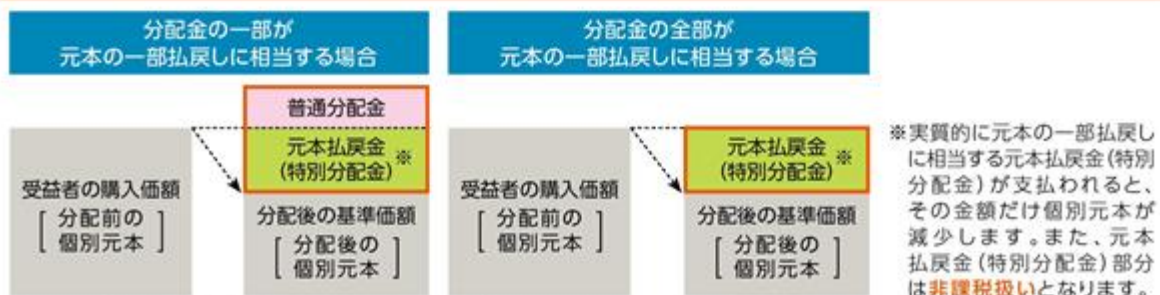 分配金の一部が
元本の一部払戻しに相当する場合
普通分配金
元本払戻金
(特別分配金)※
受益者の購入価額
[分配前の
個別元本]
分配後の基準価額
[分配後の
個別元本]
分配金の全部が
元本の一部払戻しに相当する場合
元本払戻金
(特別分配金)※
受益者の購入価額
[分配前の
個別元本]
分配後の基準価額
[分配後の
個別元本]
※実質的に元本の一部払戻し
に相当する元本払戻金(特別
分配金)が支払われると、
その金額だけ個別元本が
減少します。また、元本
払戻金(特別分配金)部分
は非課税扱いとなります。